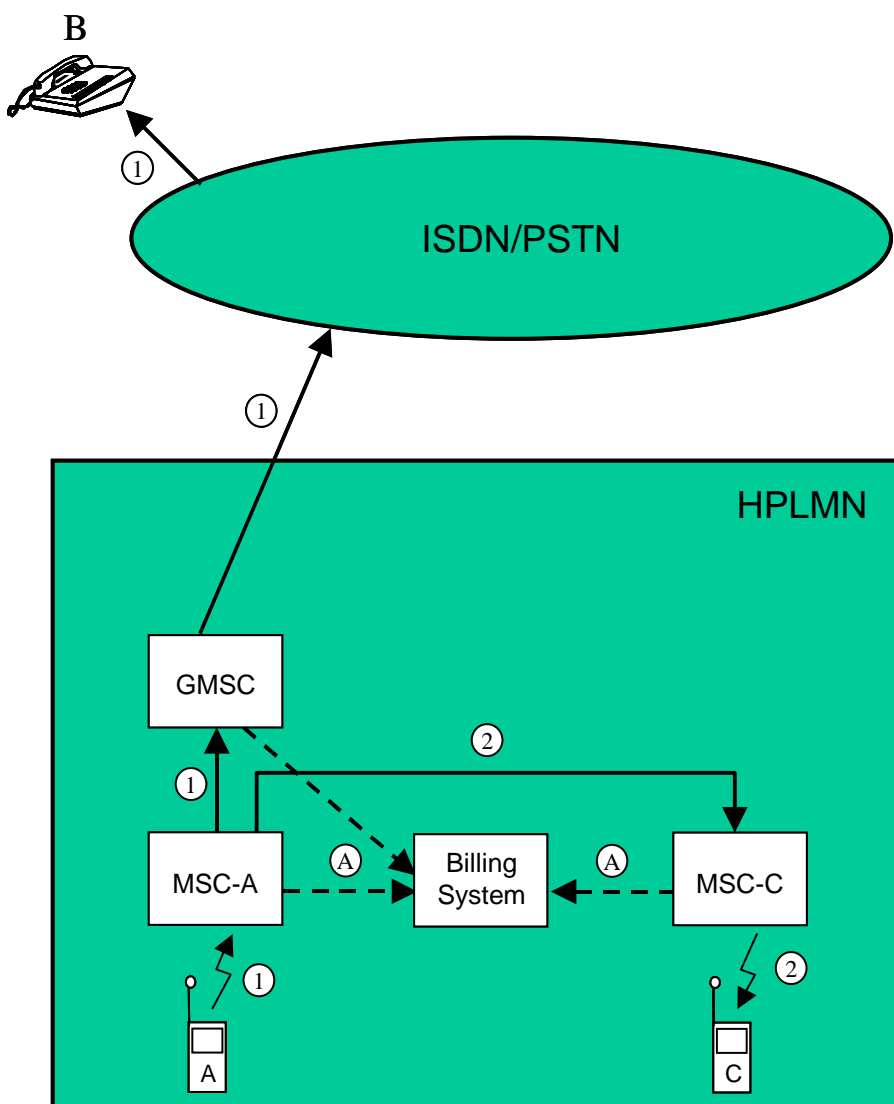 B
1
ISDN/PSTN
1
HPLMN
GMSC
2
1
MSC-A
A
Billing
System
A
MSC-C
1
2
A
C